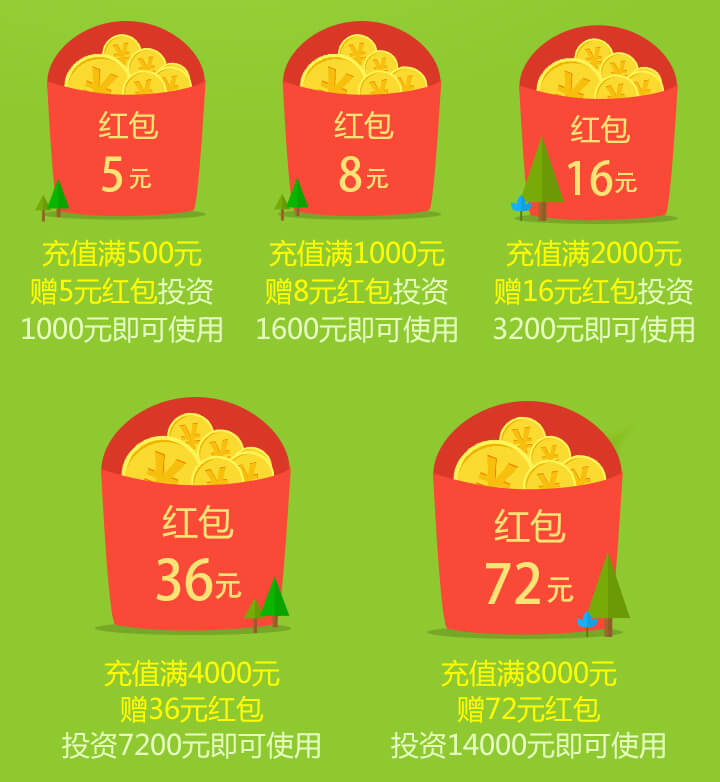 红包
5元
充值满500元
赠5元红包投资
1000元即可使用
红包
8元
充值满1000元
赠8元红包投资
1600元即可使用
红包
16元
充值满2000元
赠16元红包投资
3200元即可使用
红包
36元
充值满4000元
赠36元红包
投资7200元即可使用
红包
72元
充值满8000元
赠72元红包
投资14000元即可使用